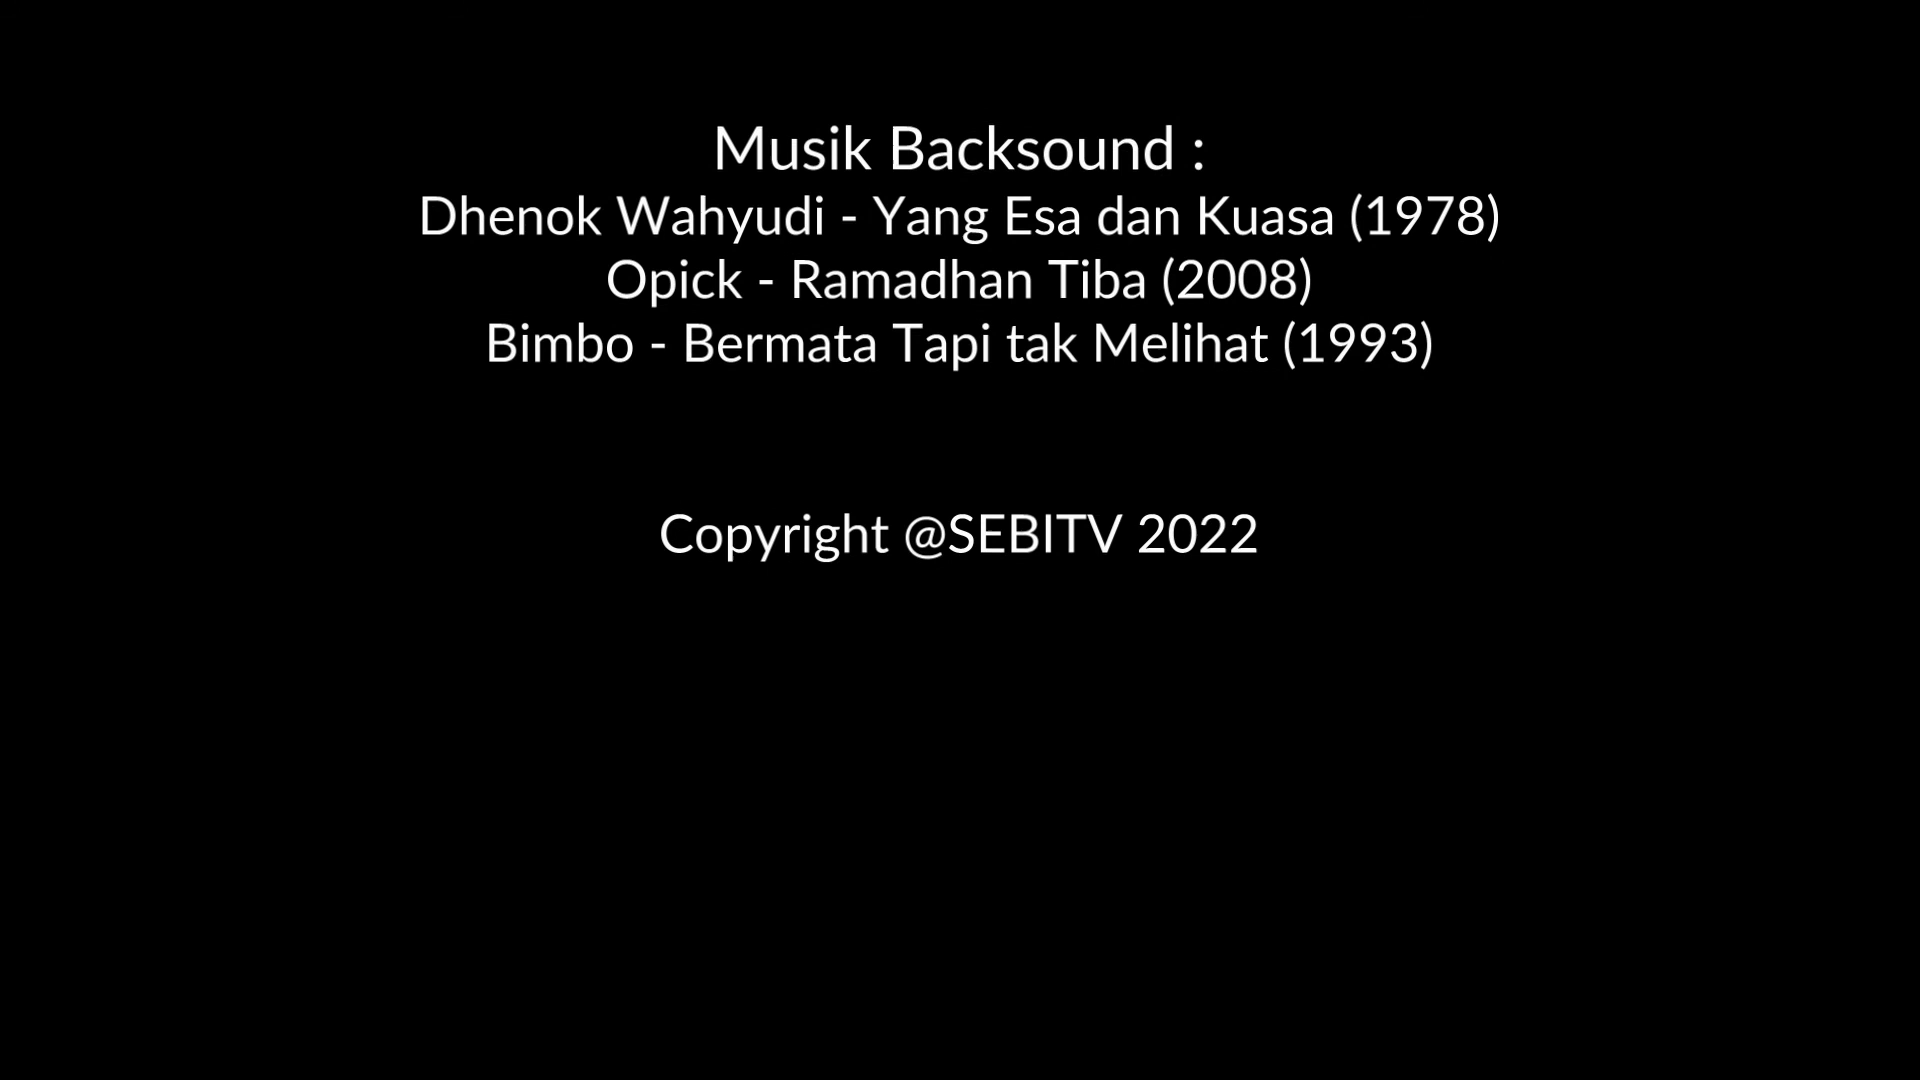 Musik Backsound :
Dhenok Wahyudi - Yang Esa dan Kuasa (1978)
Opick - Ramadhan Tiba (2008)
Bimbo - Bermata Tapi tak Melihat (1993)
Copyright @SEBITV 2022